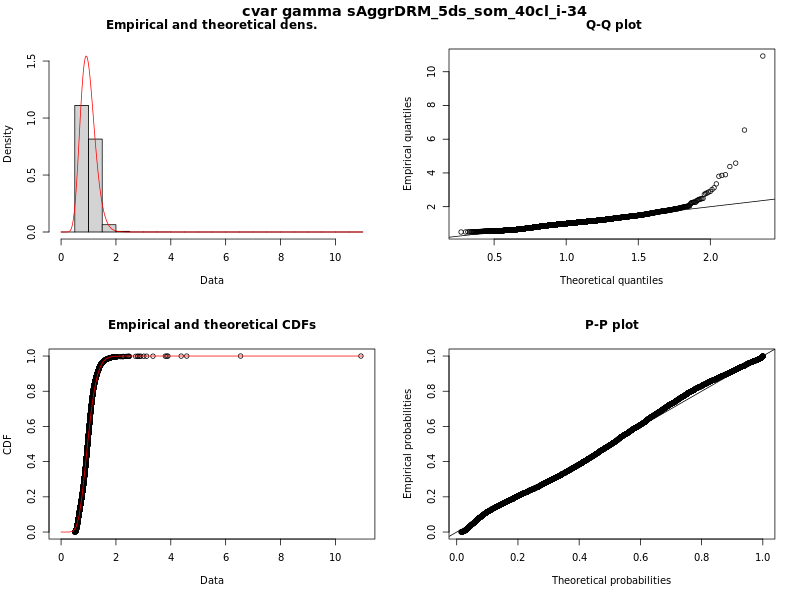 cvar gamma sAggrDRM_5ds_som_40cl_i-34
Empirical and theoretical dens.
Density
0.0 0.5 1.0 1.5
0 2 4 6 8 10
Data
Q-Q plot
Empirical quantiles
2 4 6 8 10
0.5 1.0 1.5 2.0
Theoretical quantiles
Empirical and theoretical CDFs
CDF
0.0 0.2 0.4 0.6 0.8 1.0
0 2 4 6 8 10
Data
P-P plot
Empirical probabilities
0.0 0.2 0.4 0.6 0.8 1.0
0.0 0.2 0.4 0.6 0.8 1.0
Theoretical probabilities